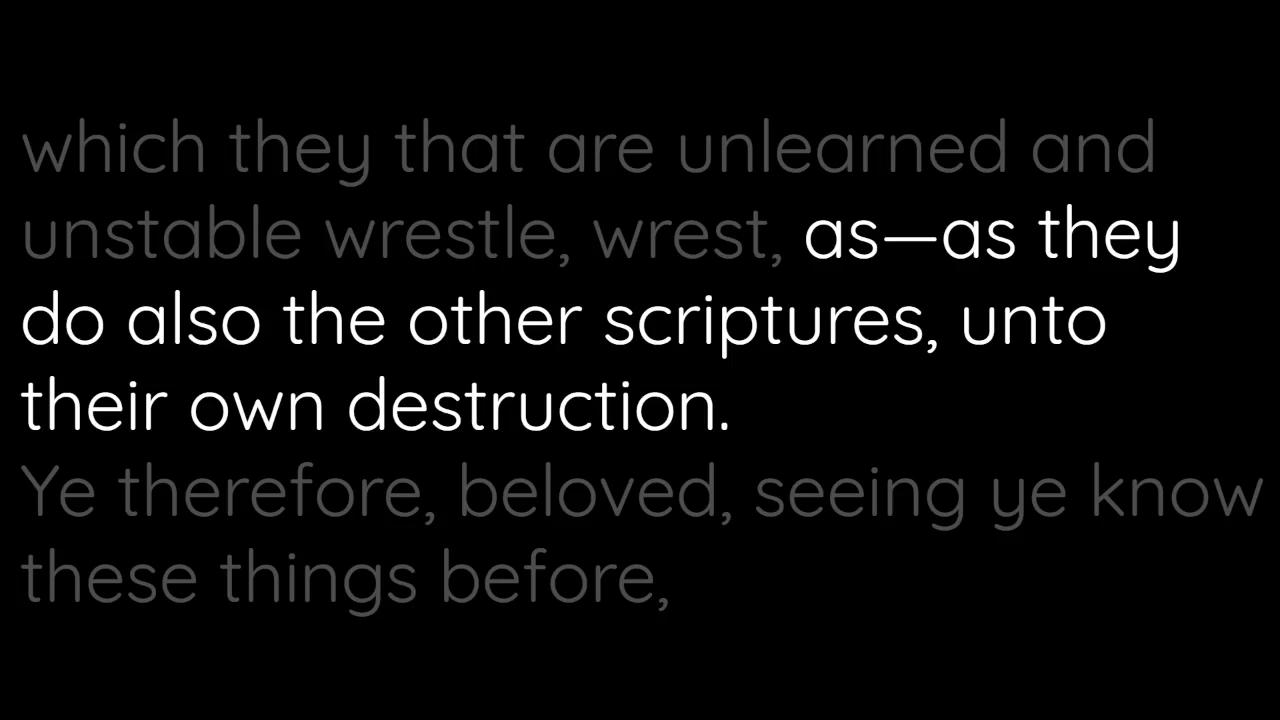 which they that are unlearned and
unstable wrestle, wrest, as—as they
do also the other scriptures, unto
their own destruction.
Ye therefore, beloved, seeing ye know
these things before,